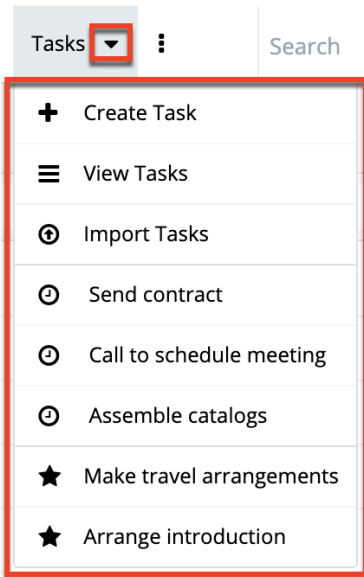 Tasks
Search
Create Task
View Tasks
Import Tasks
Send contract
Call to schedule meeting
Assemble catalogs
Make travel arrangements
Arrange introduction